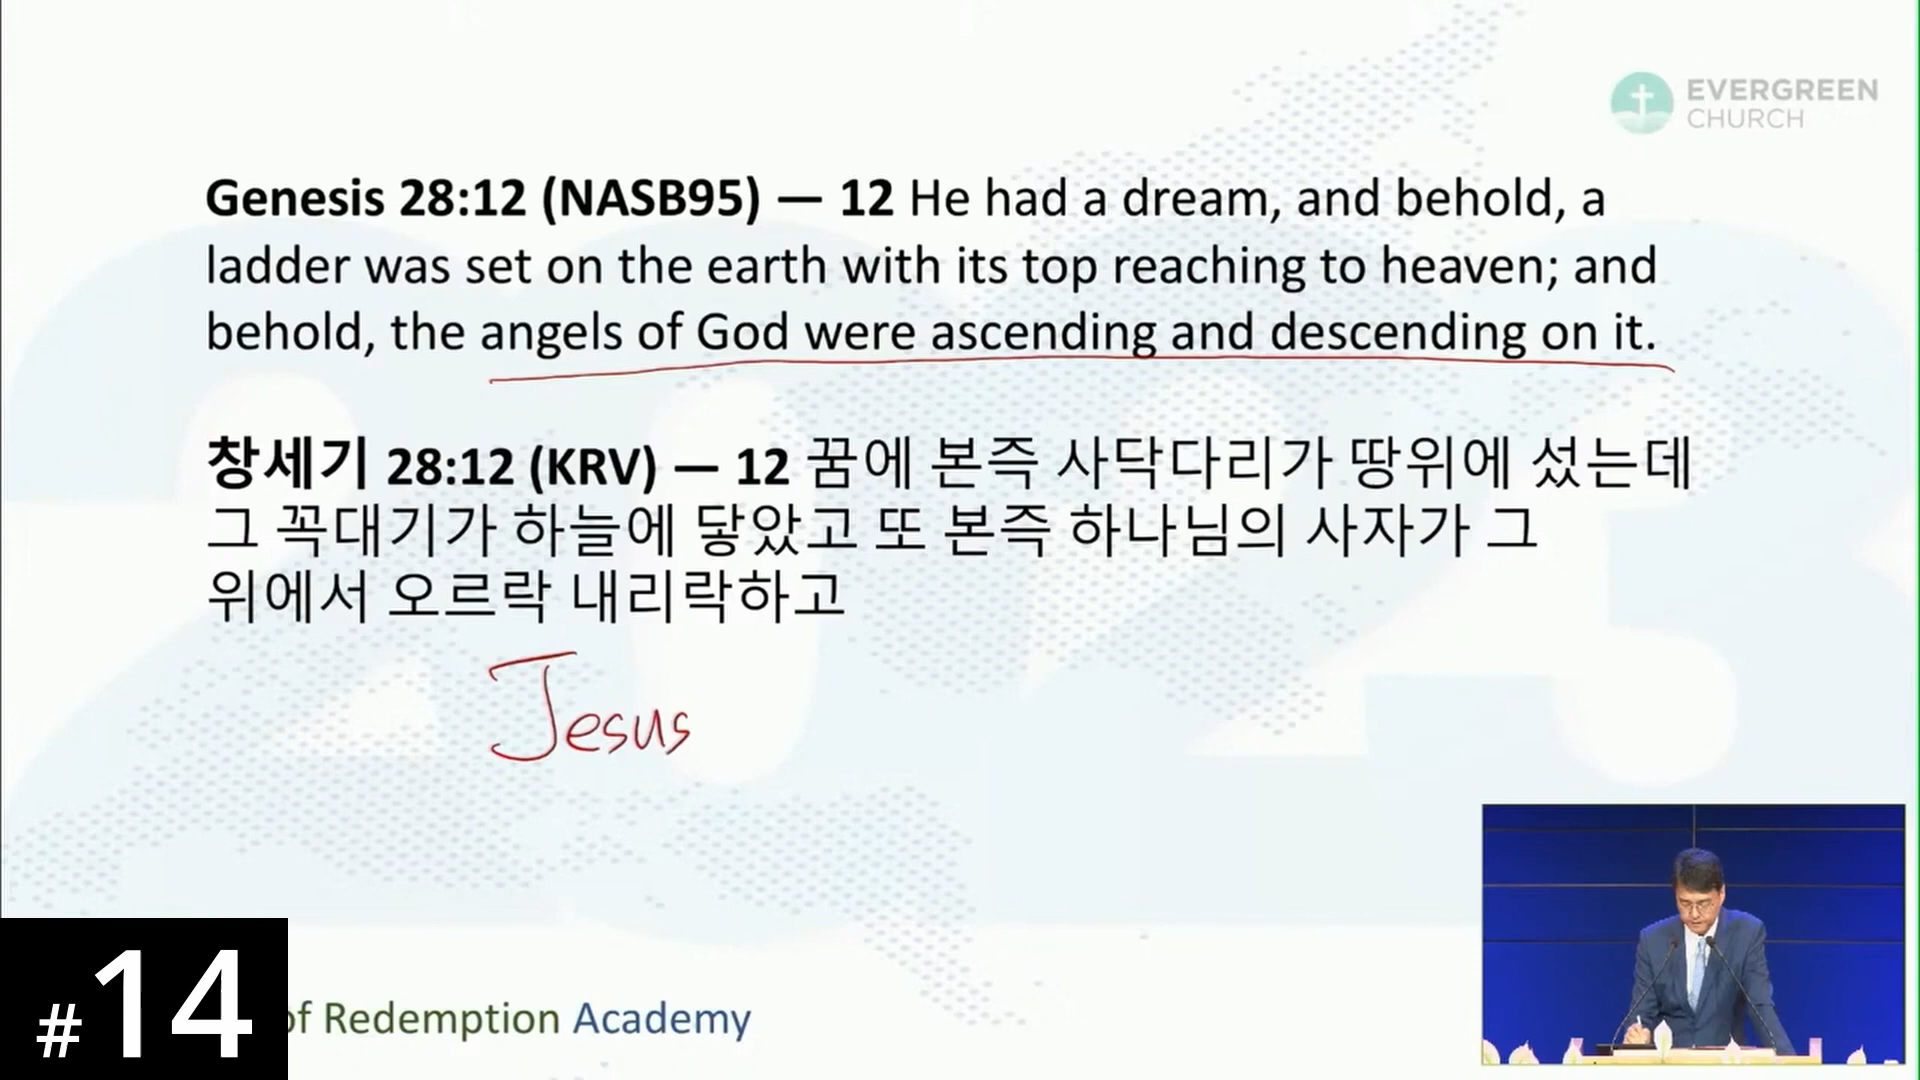 EVERGREEN
CHURCH
Genesis 28:12 (NASB95) — 12 He had a dream, and behold, a
ladder was set on the earth with its top reaching to heaven; and
behold, the angels of God were ascending and descending on it.
창세기 28:12 (KRV) — 12 꿈에 본즉 사닥다리가 땅위에 섰는데
그 꼭대기가 하늘에 닿았고 또 본즉 하나님의 사자가 그
위에서 오르락 내리락하고
Jesus
#14
of Redemption Academy